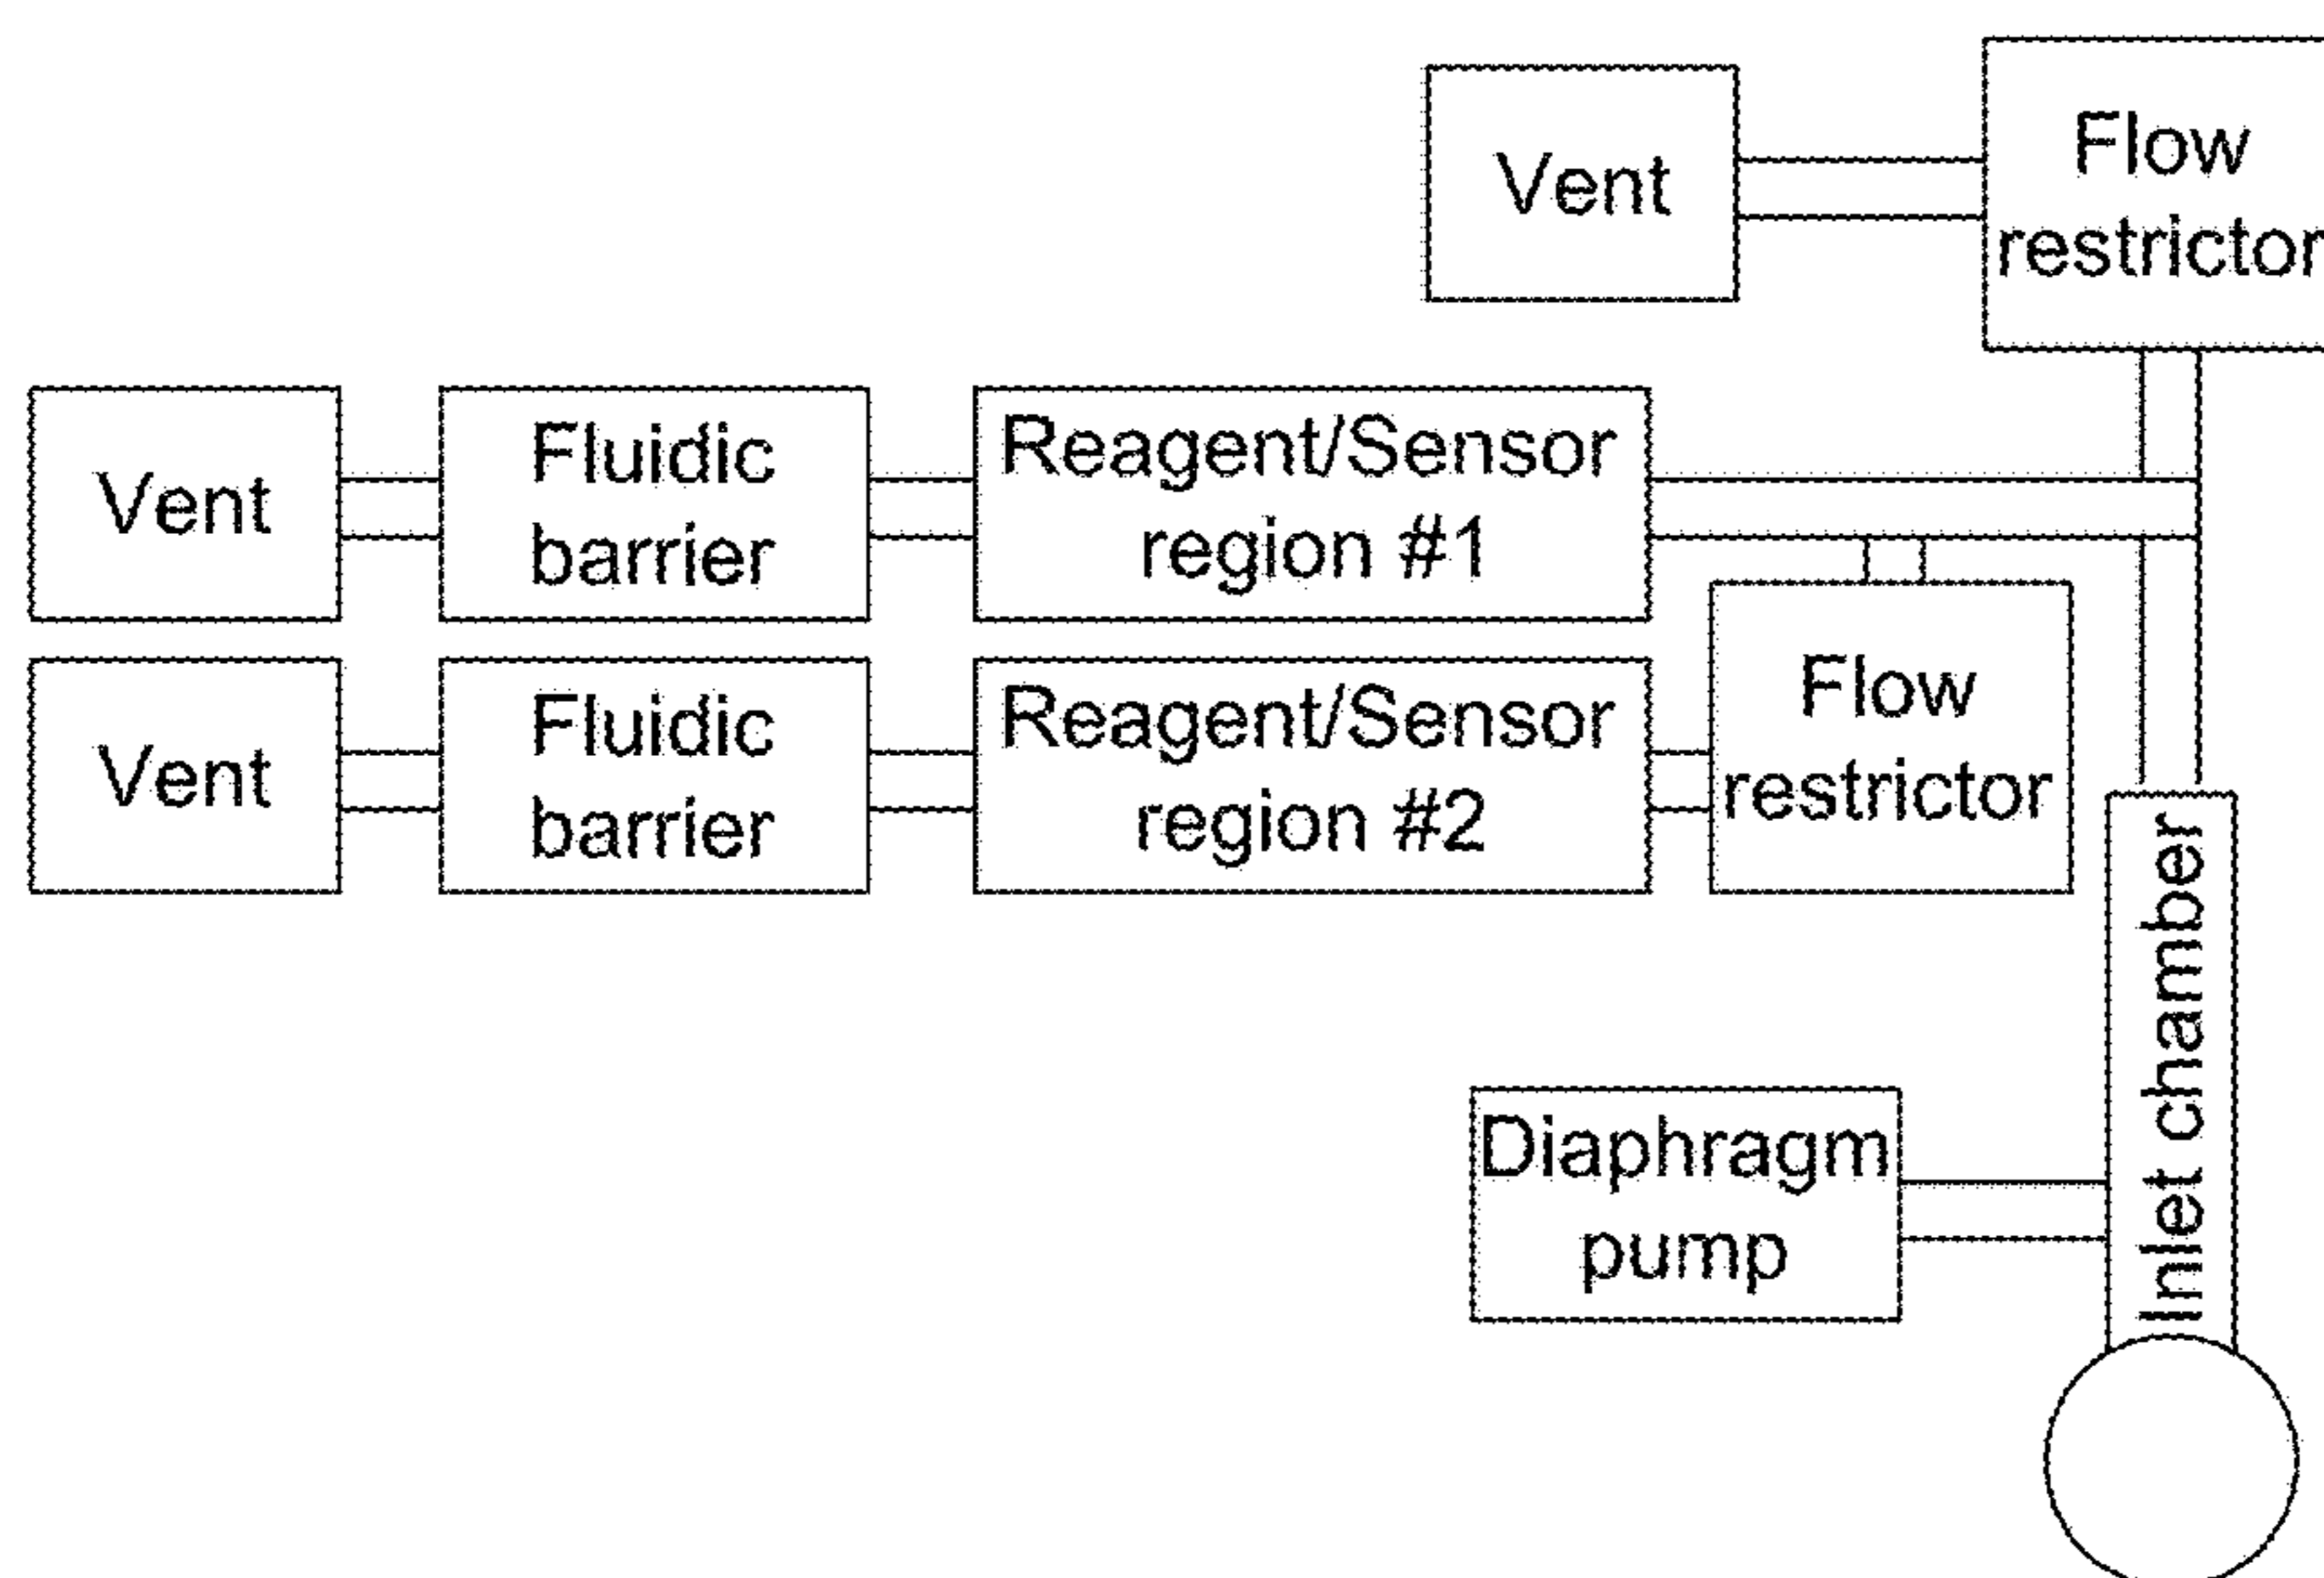 Vent
Flow
restrictor
Vent
Fluidic
barrier
Reagent/Sensor
region #1
Vent
Fluidic
barrier
Reagent/Sensor
region #2
Flow
restrictor
Inlet chamber
Diaphragm
pump